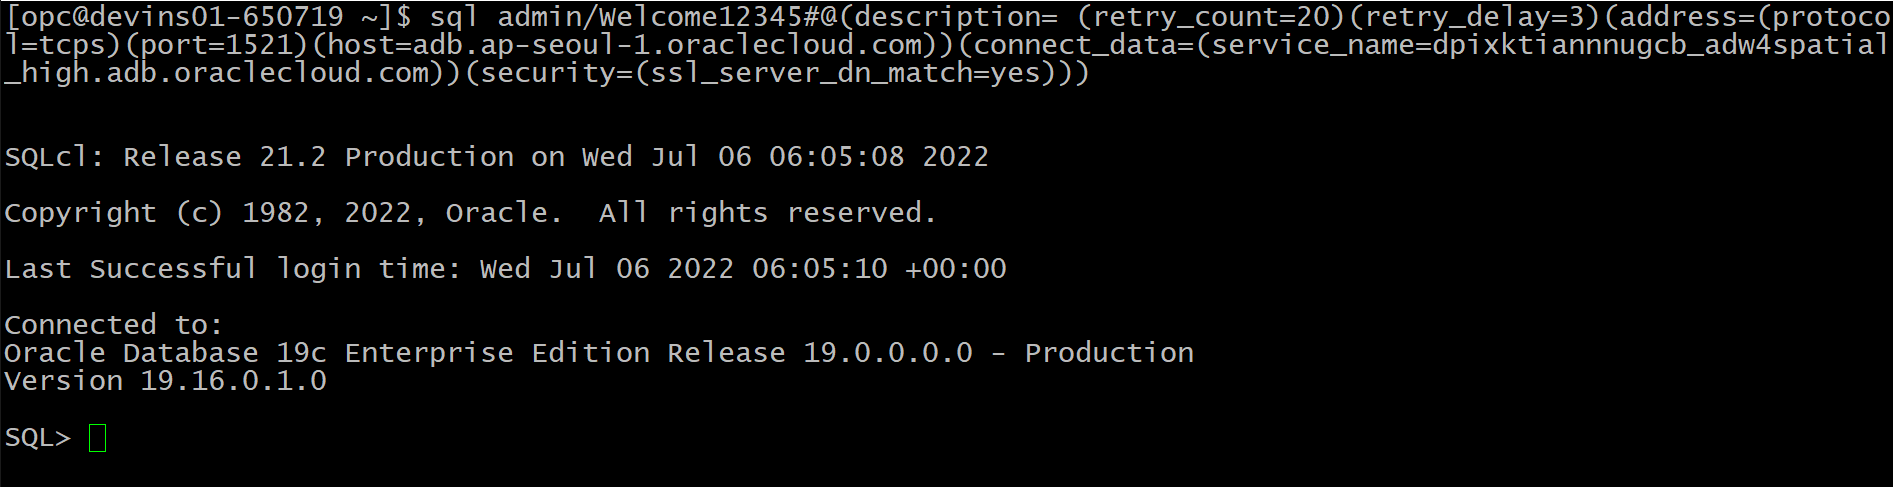 [opc@devins01-650719 ~]$ sql admin/Welcome12345#@(description= (retry_count=20)(retry_delay=3)(address=(protoco
l=tcps)(port=1521)(host=adb.ap-seoul-1.oraclecloud.com))(connect_data=(service_name=dpixktiannnugcb_adw4spatial
_high.adb.oraclecloud.com))(security=(ssl_server_dn_match=yes)))
SQLcl: Release 21.2 Production on Wed Jul 06 06:05:08 2022
Copyright (c) 1982, 2022, Oracle.  All rights reserved.
Last Successful login time: Wed Jul 06 2022 06:05:10 +00:00
Connected to:
Oracle Database 19c Enterprise Edition Release 19.0.0.0.0 - Production
Version 19.16.0.1.0
SQL>